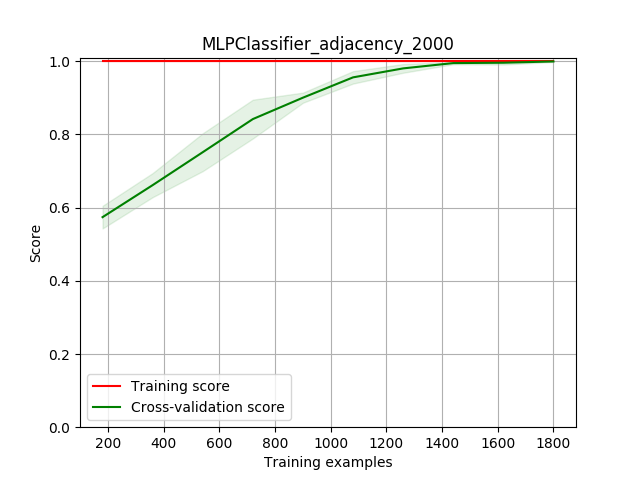 MLPClassifier_adjacency_2000
1.0
0.8
0.6
0.4
0.2
0.0
Score
Training score
Cross-validation score
200 400 600 800 1000 1200 1400 1600 1800
Training examples